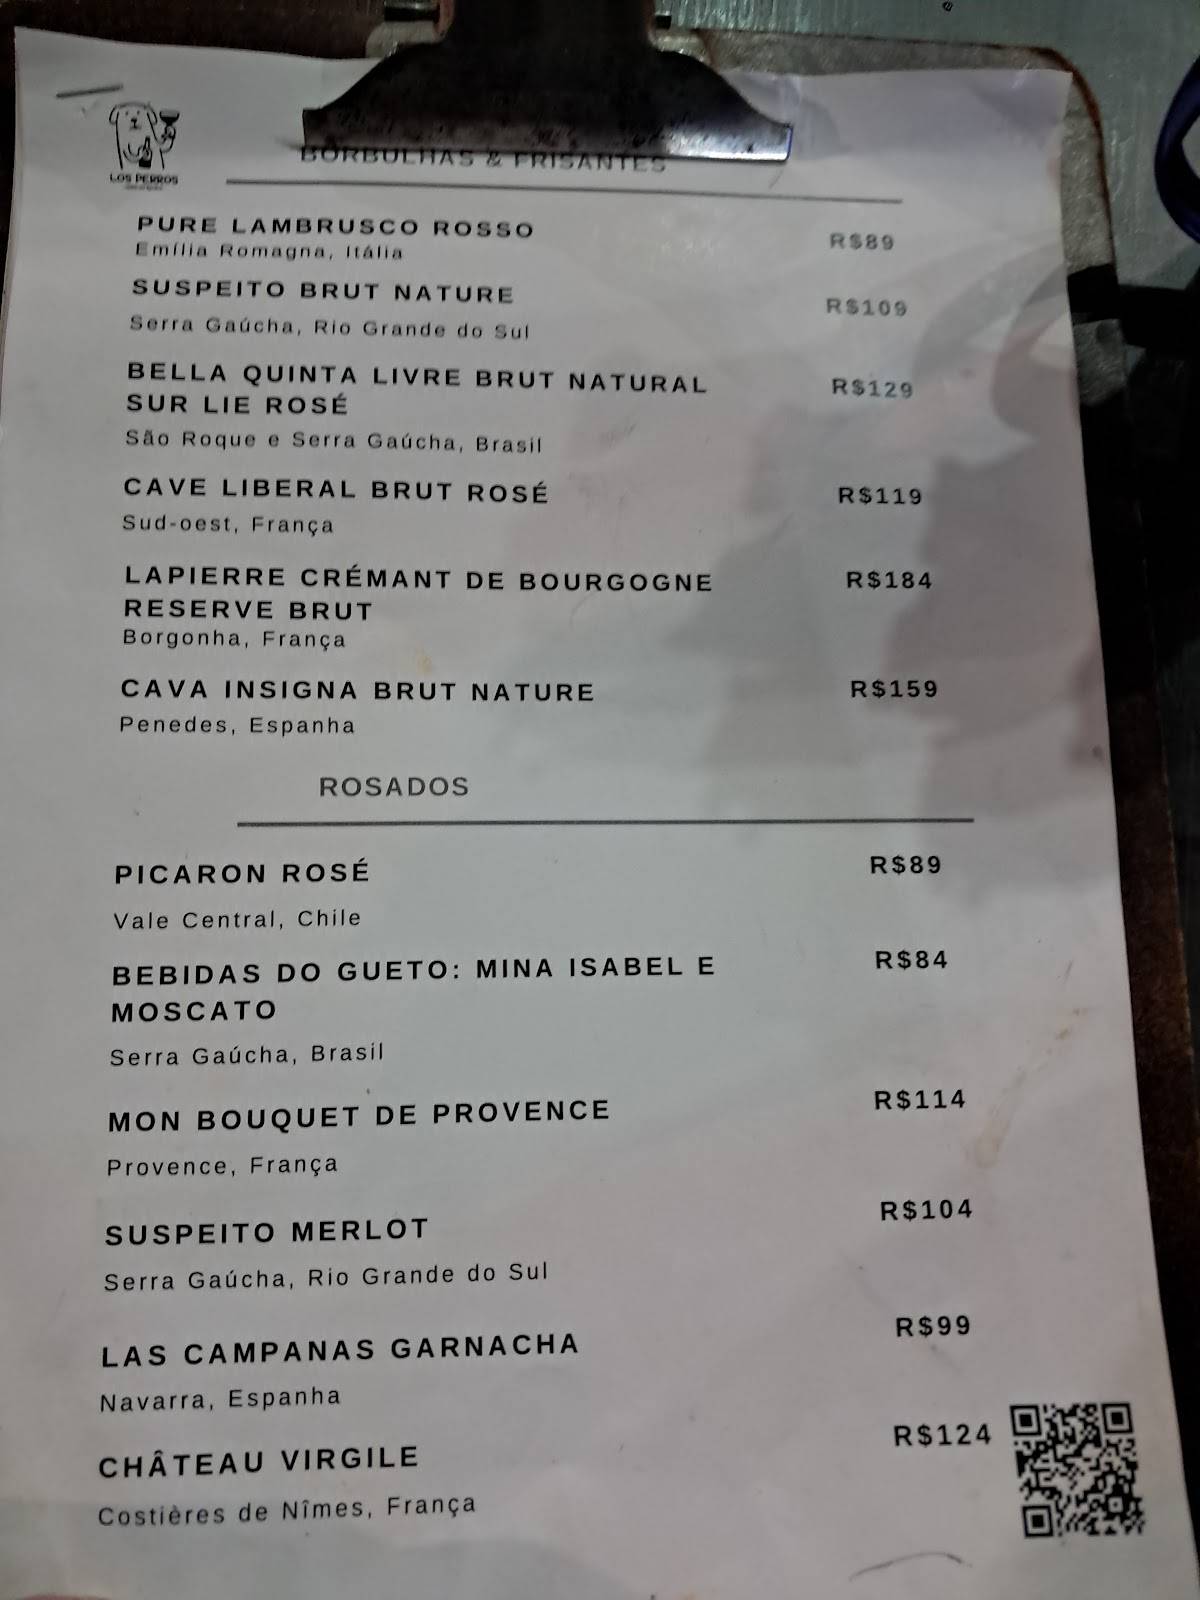 LOS PERROS
BORBULHAS & FRISANTES
PURE LAMBRUSCO ROSSO R$89
Emília Romagna, Itália
SUSPEITO BRUT NATURE R$109
Serra Gaúcha, Rio Grande do Sul
BELLA QUINTA LIVRE BRUT NATURAL R$129
SUR LIE ROSÉ
São Roque e Serra Gaúcha, Brasil
CAVE LIBERAL BRUT ROSÉ R$119
Sud-oest, França
LAPIERRE CRÉMANT DE BOURGOGNE R$184
RESERVE BRUT
Borgonha, França
CAVA INSIGNA BRUT NATURE R$159
Penedes, Espanha
ROSADOS
PICARON ROSÉ R$89
Vale Central, Chile
BEBIDAS DO GUETO: MINA ISABEL E R$84
MOSCATO
Serra Gaúcha, Brasil
MON BOUQUET DE PROVENCE R$114
Provence, França
SUSPEITO MERLOT R$104
Serra Gaúcha, Rio Grande do Sul
LAS CAMPANAS GARNACHA R$99
Navarra, Espanha
CHÂTEAU VIRGILE R$124
Costières de Nîmes, França